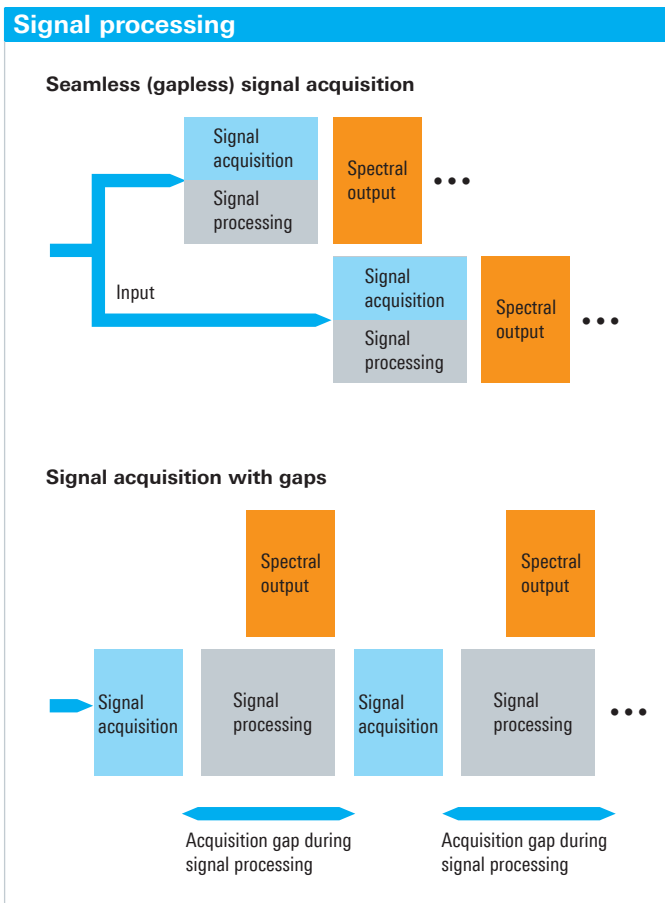 Signal processing
Seamless (gapless) signal acquisition
Signal
acquisition
Signal
processing
Spectral
output
•••
Input
Signal
acquisition
Signal
processing
Spectral
output
•••
Signal acquisition with gaps
Spectral
output
Spectral
output
Signal
acquisition
Signal
processing
Signal
acquisition
Signal
processing
•••
Acquisition gap during
signal processing
Acquisition gap during
signal processing